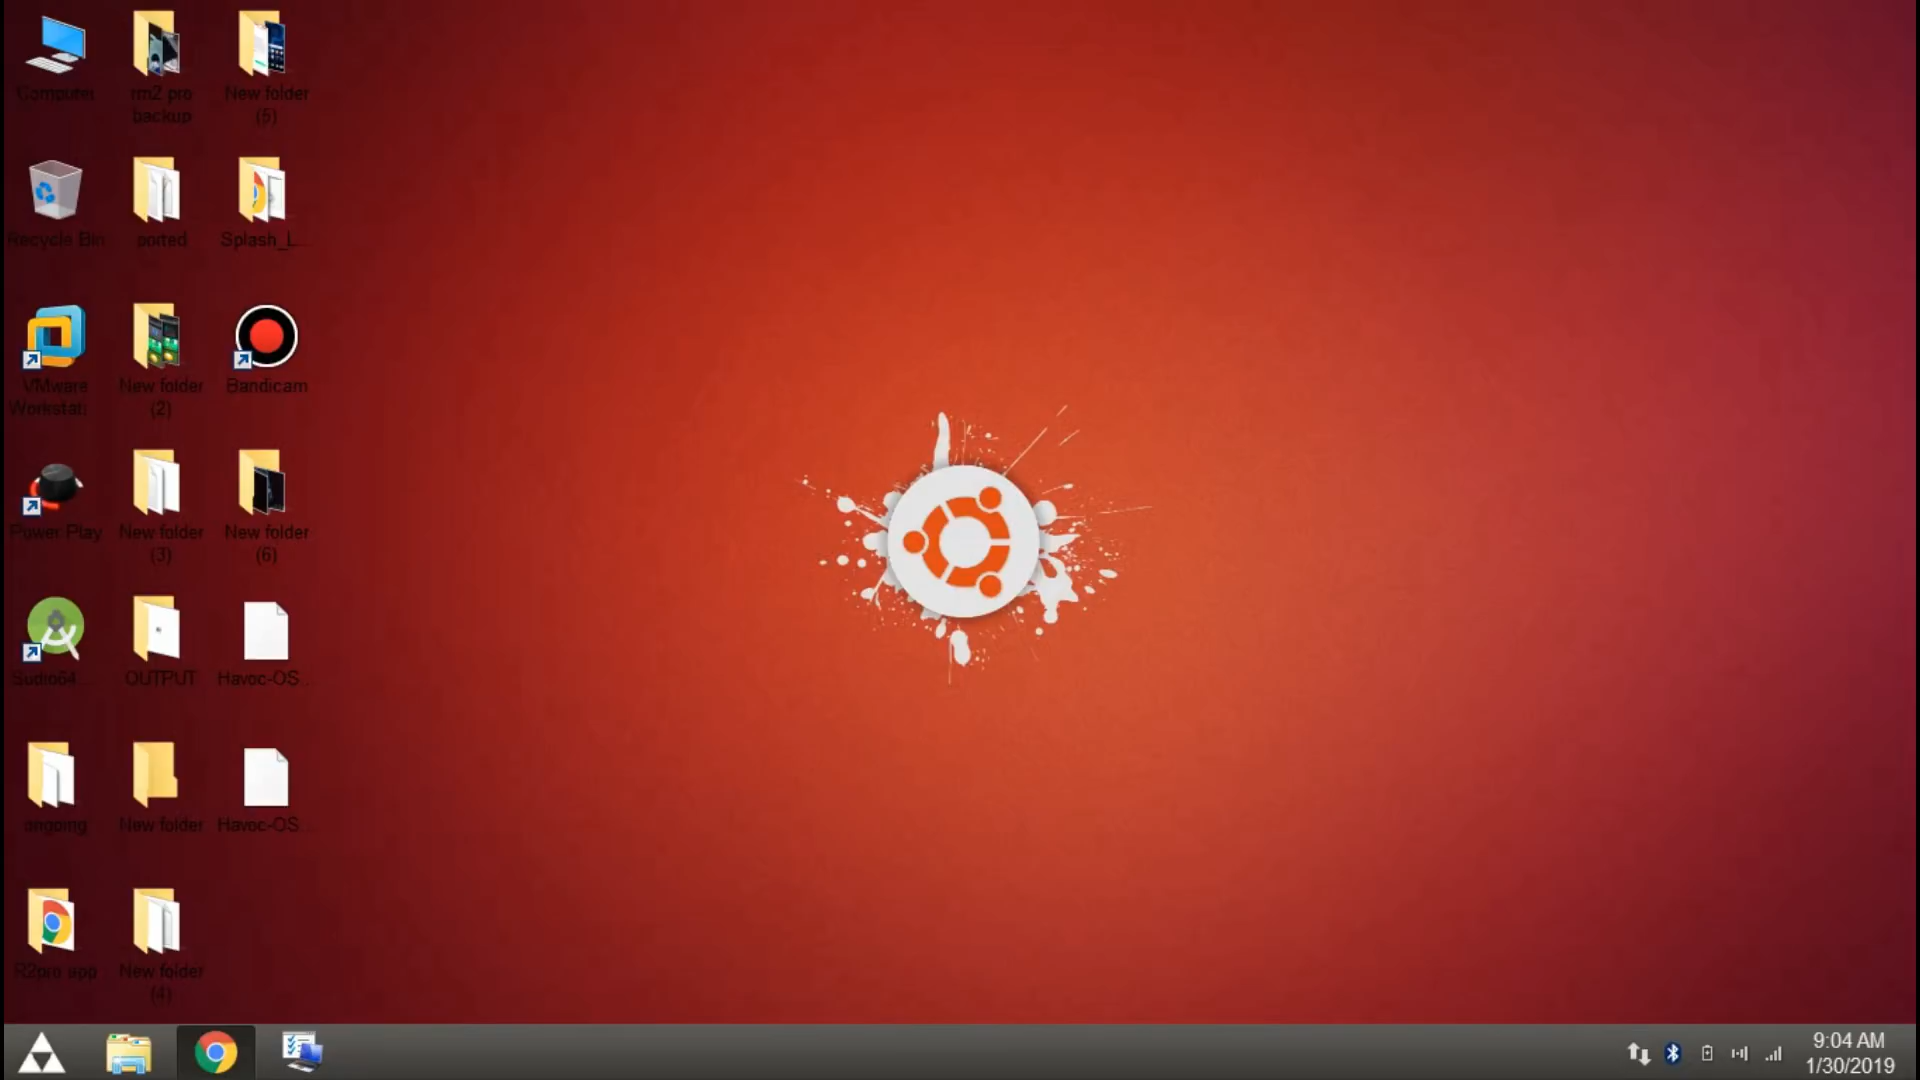 Computer
rm2 pro
backup
New folder
(5)
Recycle Bin
ported
Splash_L...
VMware
Workstati...
New folder
(2)
Bandicam
Power Play
New folder
(3)
New folder
(6)
Sudio64...
OUTPUT
Havoc-OS...
ongoing
New folder
Havoc-OS...
R2pro app
New folder
(4)
9:04 AM
1/30/2019